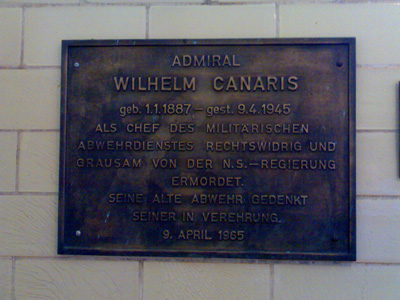 ADMIRAL
WILHELM CANARIS
geb. 1.1.1887 – gest. 9.4.1945
ALS CHEF DES MILITÄRISCHEN
ABWEHRDIENSTES RECHTSWIDRIG UND
GRAUSAM VON DER N.S.–REGIERUNG
ERMORDET.
SEINE ALTE ABWEHR GEDENKT
SEINER IN VEREHRUNG.
9. APRIL 1965